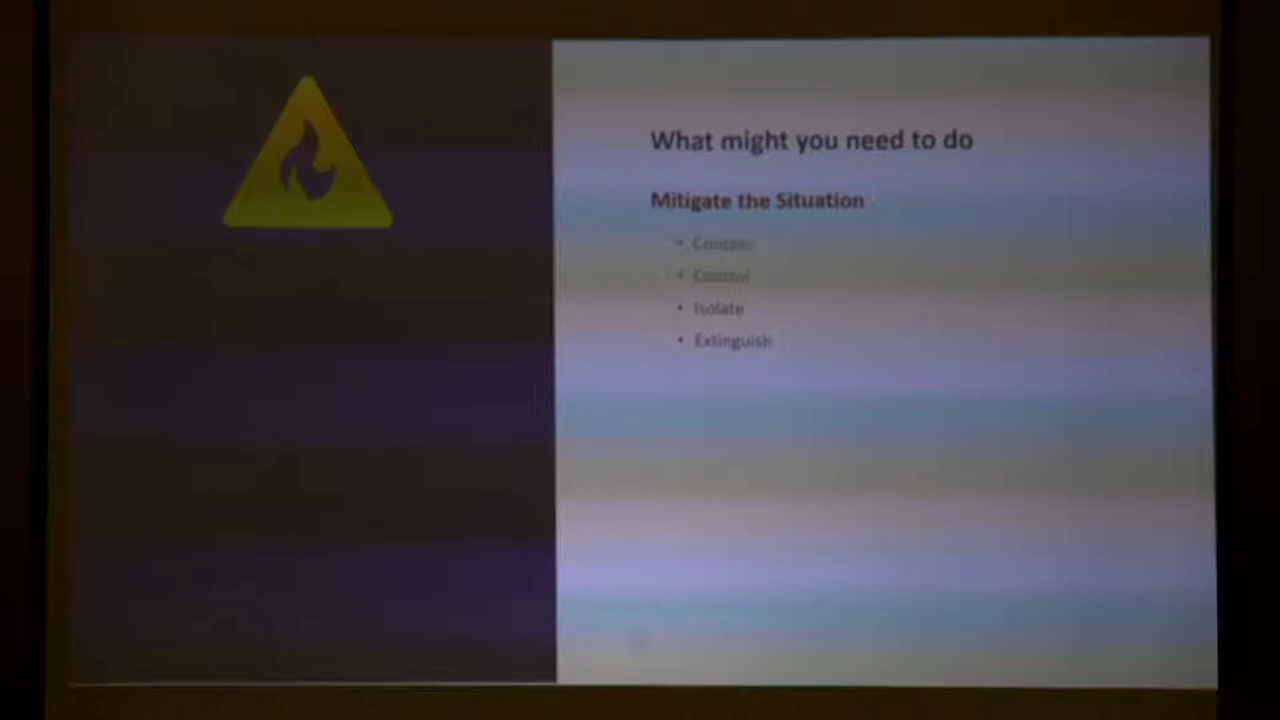 What might you need to do
Mitigate the Situation
• Contain
• Control
• Isolate
• Extinguish